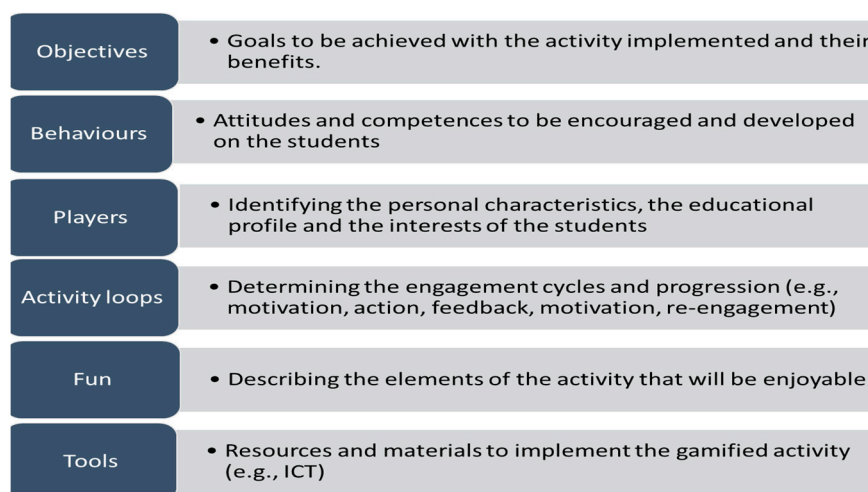 Objectives
• Goals to be achieved with the activity implemented and their
benefits.
Behaviours
• Attitudes and competences to be encouraged and developed
on the students
Players
• Identifying the personal characteristics, the educational
profile and the interests of the students
Activity loops
• Determining the engagement cycles and progression (e.g.,
motivation, action, feedback, motivation, re-engagement)
Fun
• Describing the elements of the activity that will be enjoyable
Tools
• Resources and materials to implement the gamified activity
(e.g., ICT)